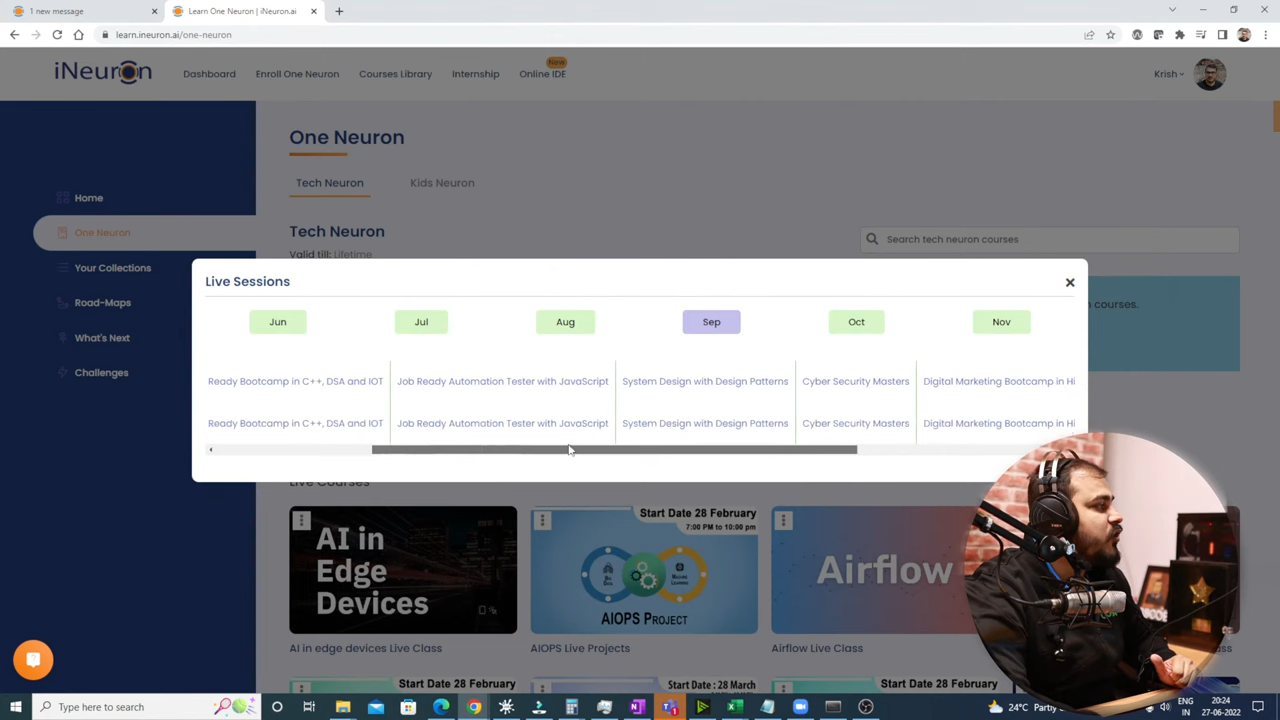 1 new message
Learn One Neuron | iNeuron.ai
learn.ineuron.ai/one-neuron
iNeuron
Dashboard
Enroll One Neuron
Courses Library
Internship
New
Online IDE
Krish
One Neuron
Tech Neuron
Kids Neuron
Home
One Neuron
Your Collections
Road-Maps
What's Next
Challenges
Tech Neuron
Valid till: Lifetime
Search tech neuron courses
n courses.
Live Sessions
Jun
Jul
Aug
Sep
Oct
Nov
Ready Bootcamp in C++, DSA and IOT
Job Ready Automation Tester with JavaScript
System Design with Design Patterns
Cyber Security Masters
Digital Marketing Bootcamp in Hi
Ready Bootcamp in C++, DSA and IOT
Job Ready Automation Tester with JavaScript
System Design with Design Patterns
Cyber Security Masters
Digital Marketing Bootcamp in Hi
Live Courses
AI in
Edge
Devices
Start Date 28 February
7:00 PM to 10:00 pm
AIOPS PROJECT
Airflow
AI in edge devices Live Class
AIOPS Live Projects
Airflow Live Class
Start Date 28 February
Start Date : 28 March
Start Date 28 February
Type here to search
24°C
Partly
ENG
IN
20:24
27-06-2022